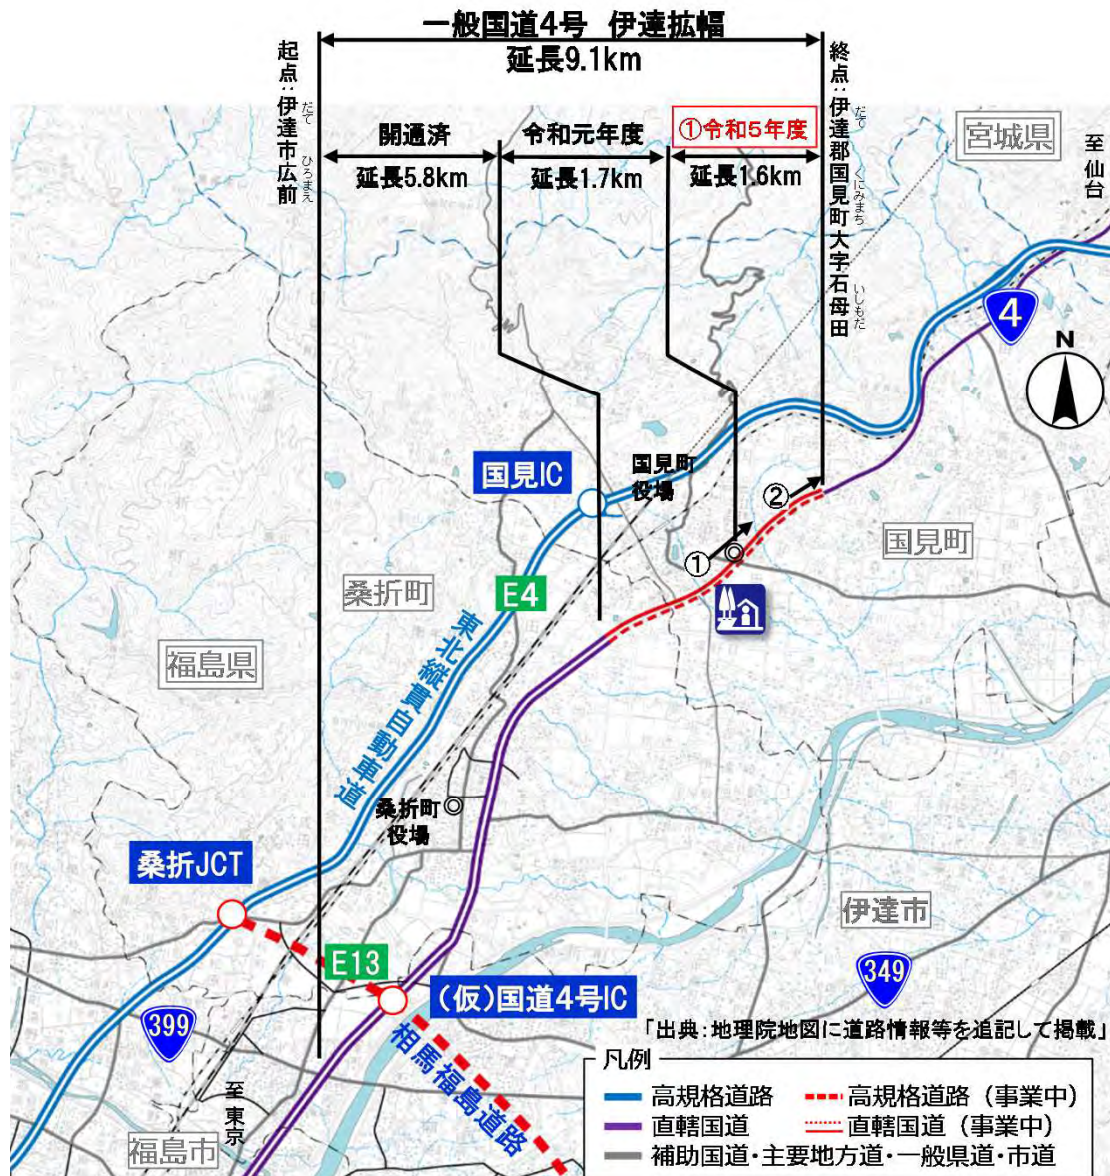 一般国道4号 伊達拡幅
延長9.1km
起点:伊達市広前
だて
ひろまえ
終点:伊達郡国見町大字石母田
だて
くにみまち
いしもだ
開通済
延長5.8km
令和元年度
延長1.7km
①令和5年度
延長1.6km
宮城県
至仙台
4
N
国見IC
国見町
役場
②
①
国見町
桑折町
E4
福島県
東北縦貫自動車道
桑折町
役場
桑折JCT
伊達市
E13
(仮)国道4号IC
349
399
相馬福島道路
至東京
福島市
「出典:地理院地図に道路情報等を追記して掲載」
凡例
高規格道路
高規格道路(事業中)
直轄国道
直轄国道(事業中)
補助国道・主要地方道・一般県道・市道